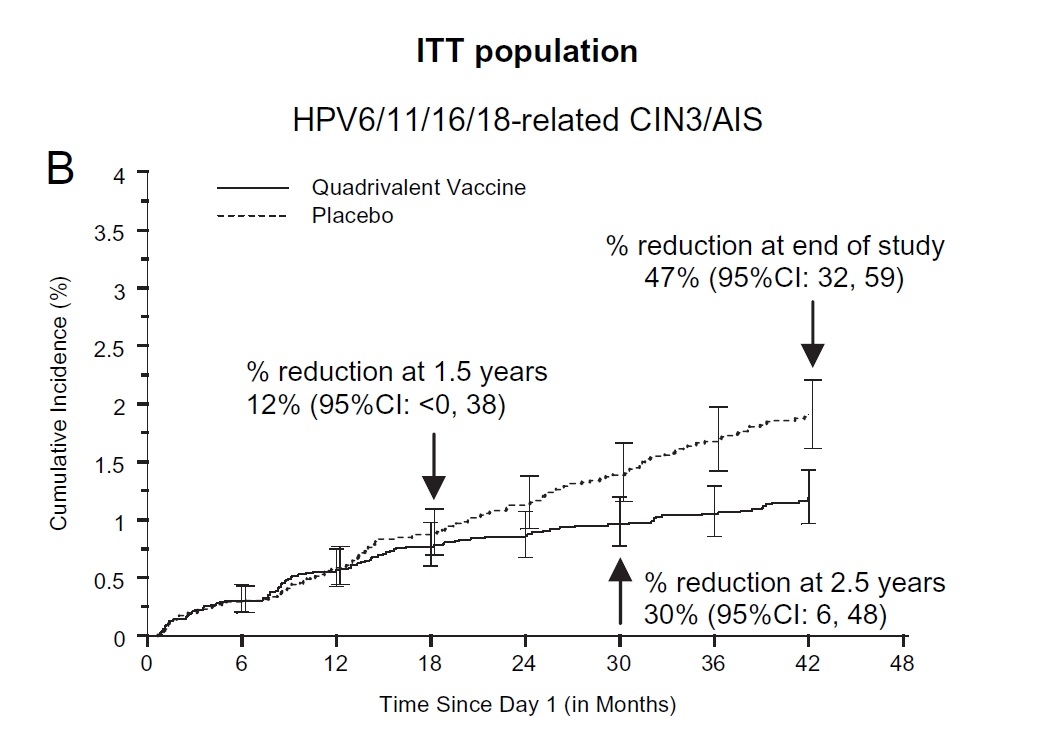 ITT population
HPV6/11/16/18-related CIN3/AIS
B
Quadrivalent Vaccine
Placebo
% reduction at end of study
47% (95%CI: 32, 59)
% reduction at 1.5 years
12% (95%CI: <0, 38)
% reduction at 2.5 years
30% (95%CI: 6, 48)
Cumulative Incidence (%)
4
3.5
3
2.5
2
1.5
1
0.5
0
0 6 12 18 24 30 36 42 48
Time Since Day 1 (in Months)